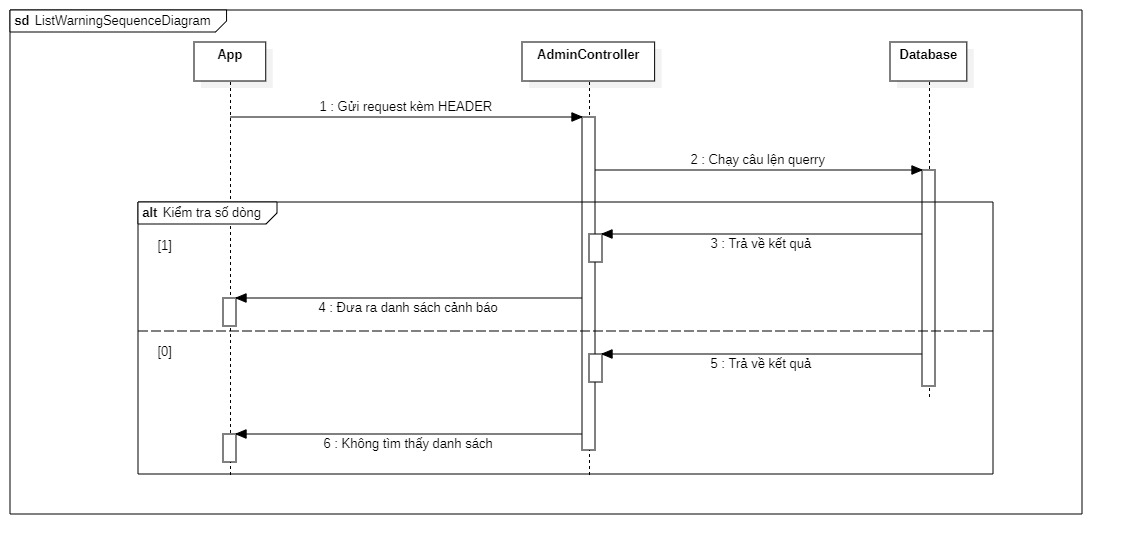 sd ListWarningSequenceDiagram
App
AdminController
Database
1 : Gửi request kèm HEADER
2 : Chạy câu lện querry
alt Kiểm tra số dòng
[1]
3 : Trả về kết quả
4 : Đưa ra danh sách cảnh báo
[0]
5 : Trả về kết quả
6 : Không tìm thấy danh sách